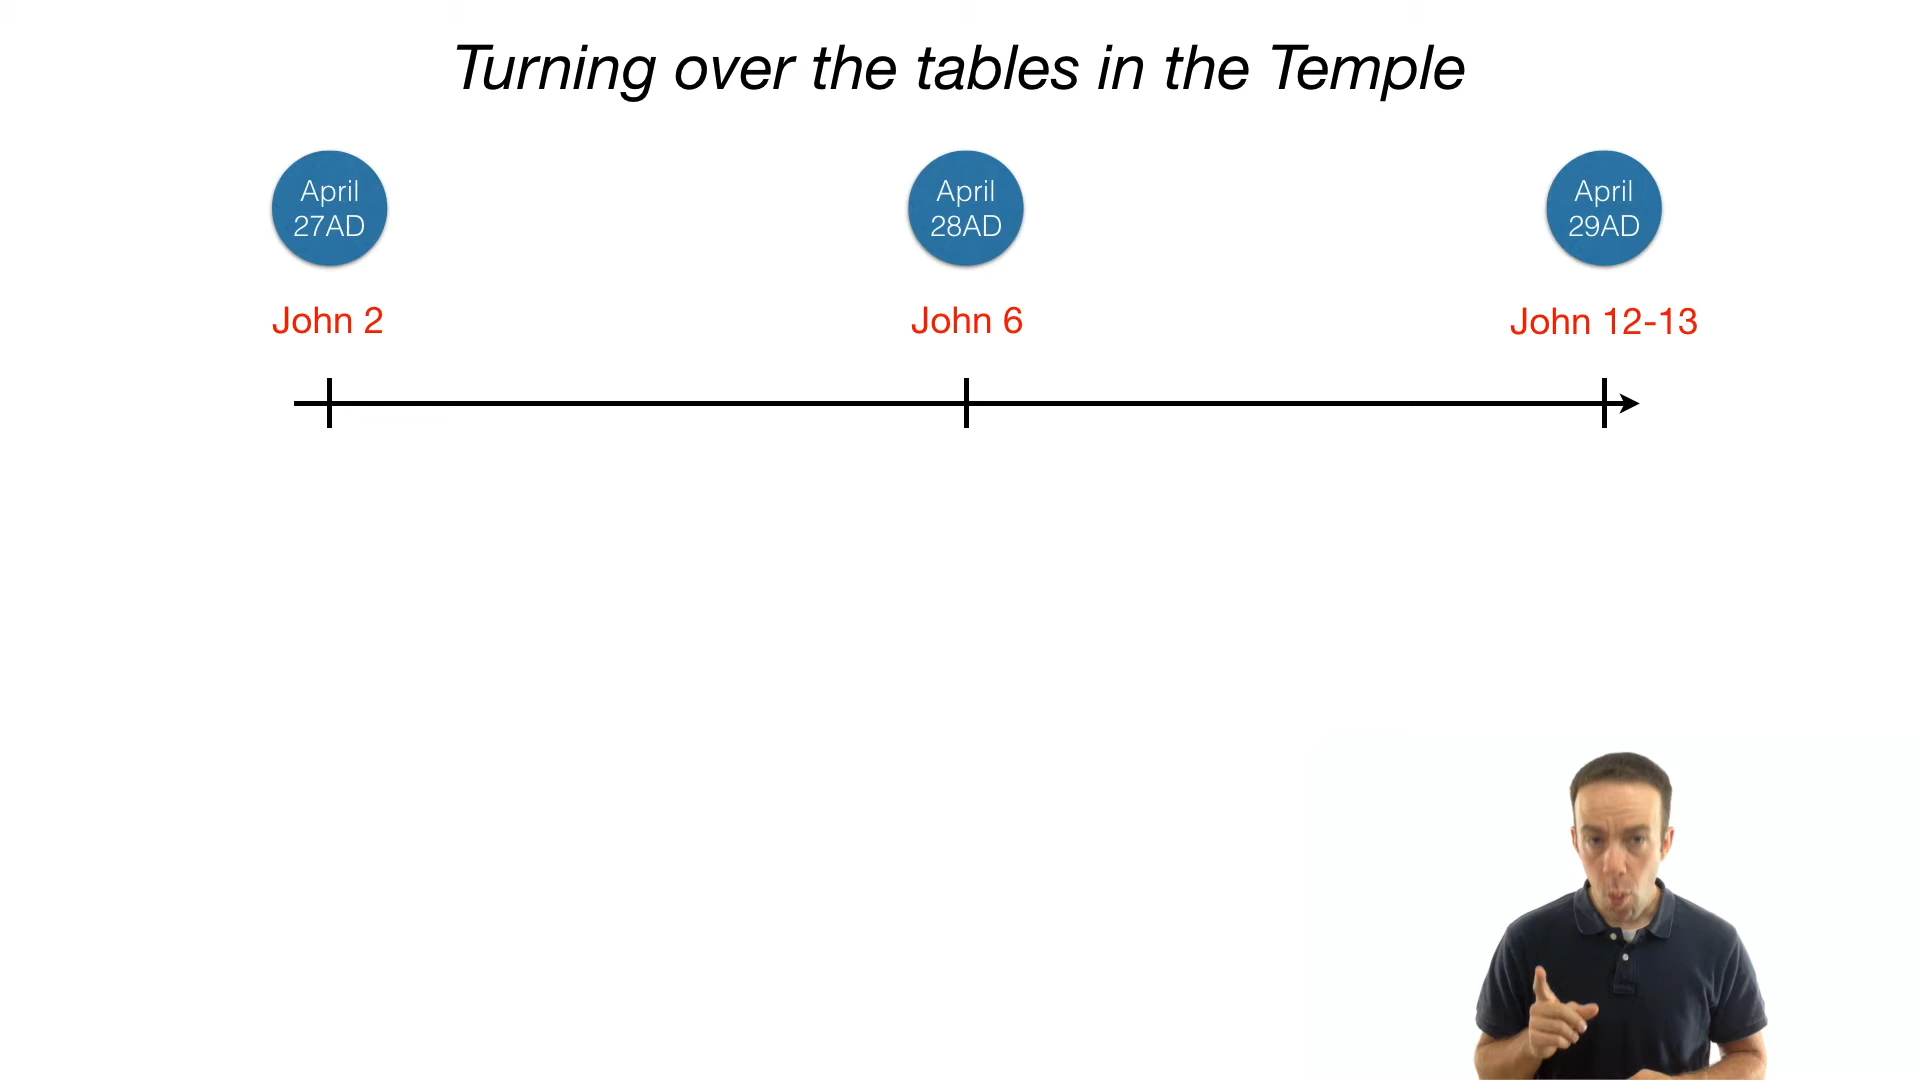 Turning over the tables in the Temple
April
27AD
April
28AD
April
29AD
John 2
John 6
John 12-13